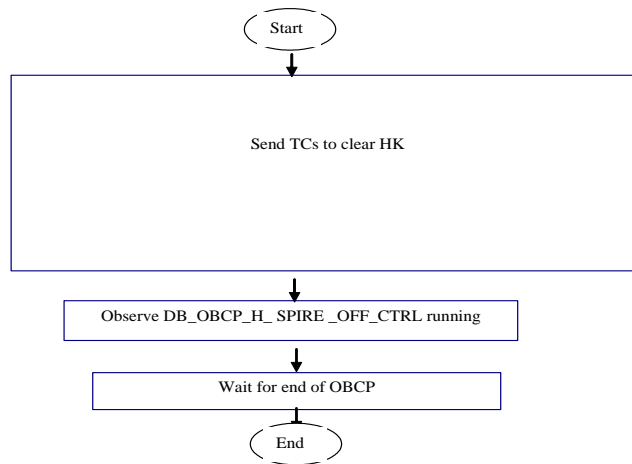 Start
Send TCs to clear HK
Observe DB_OBCP_H_ SPIRE _OFF_CTRL running
Wait for end of OBCP
End